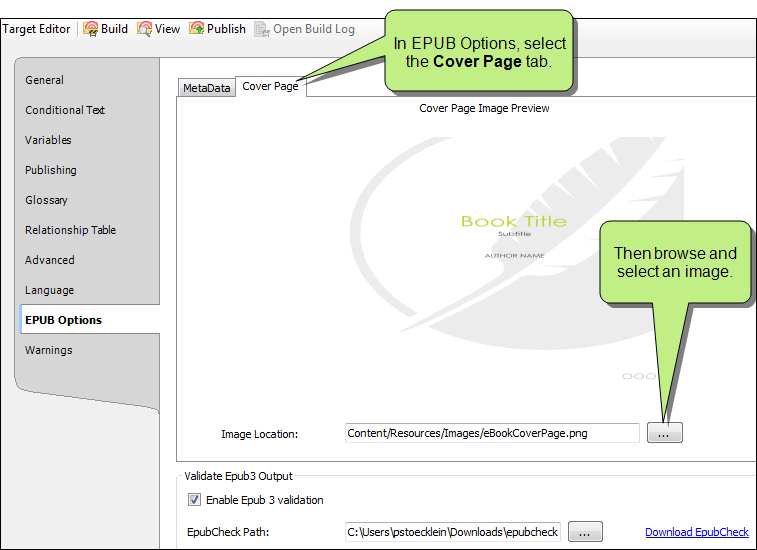 Target Editor Build View Publish Open Build Log
In EPUB Options, select
the Cover Page tab.
General
Conditional Text
Variables
Publishing
Glossary
Relationship Table
Advanced
Language
EPUB Options
Warnings
MetaData Cover Page
Cover Page Image Preview
Book Title
Subtitle
AUTHOR NAME
Then browse and
select an image.
Image Location: Content/Resources/Images/eBookCoverPage.png ...
Validate Epub3 Output
Enable Epub 3 validation
EpubCheck Path: C:\Users\pstoecklein\Downloads\epubcheck ... Download EpubCheck